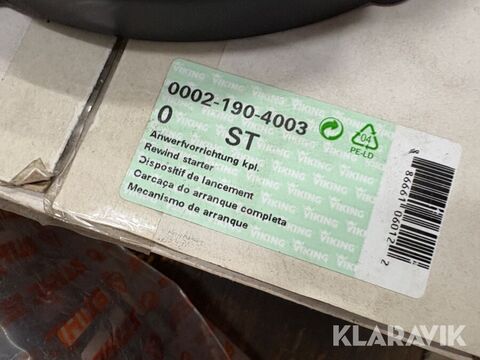 0002-190-4003
0 ST
04
PE-LD
Anwerfvorrichtung kpl.
Rewind starter
Dispositif de lancement
Carcaça do arranque completa
Mecanismo de arranque
VIKING
KLARAVIK